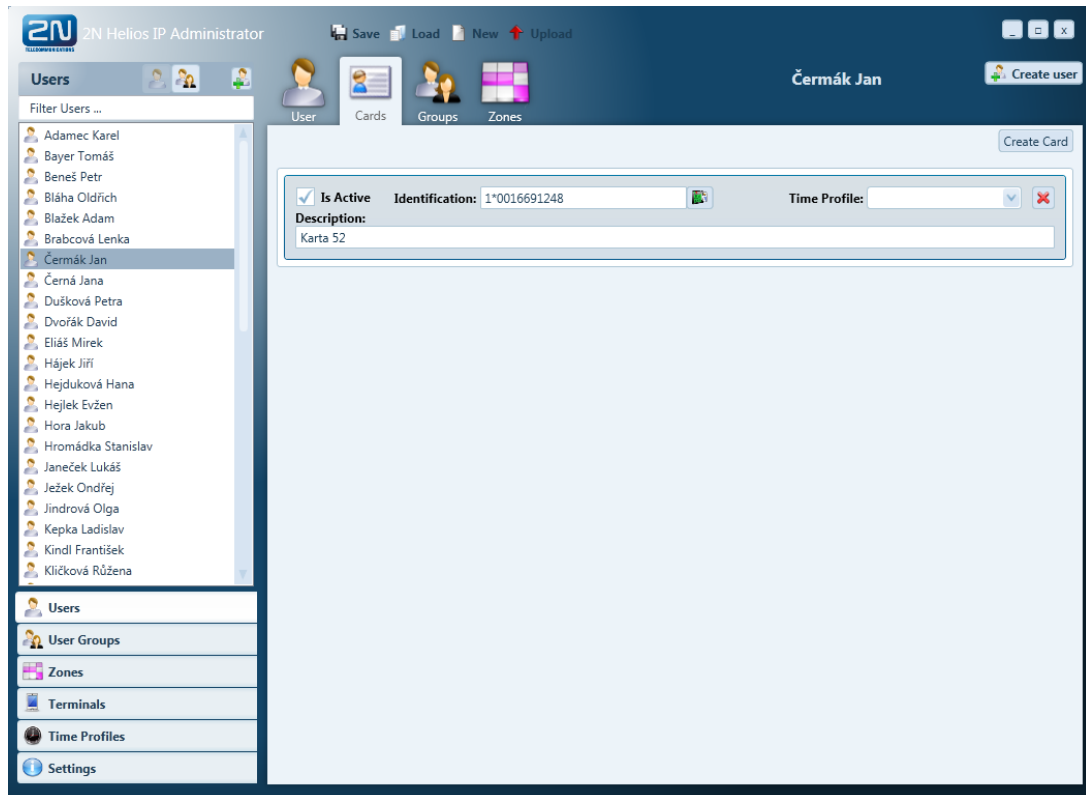 2N
TELECOMMUNICATIONS
2N Helios IP Administrator
Save Load New Upload
Users
Filter Users ...
Adamec Karel
Bayer Tomáš
Beneš Petr
Bláha Oldřich
Blažek Adam
Brabcová Lenka
Čermák Jan
Černá Jana
Dušková Petra
Dvořák David
Eliáš Mirek
Hájek Jiří
Hejduková Hana
Hejlek Evžen
Hora Jakub
Hromádka Stanislav
Janeček Lukáš
Ježek Ondřej
Jindrová Olga
Kepka Ladislav
Kindl František
Kličková Růžena
Users
User Groups
Zones
Terminals
Time Profiles
Settings
User Cards Groups Zones
Čermák Jan
Create user
Create Card
Is Active Identification: 1*0016691248 Time Profile:
Description:
Karta 52